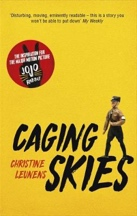 'Disturbing, moving, eminently readable – this is a story you
won't be able to put down' My Weekly
THE INSPIRATION FOR
THE MAJOR MOTION PICTURE
jojo
RABBIT
CAGING
CHRISTINE
LEUNENS
SKIES